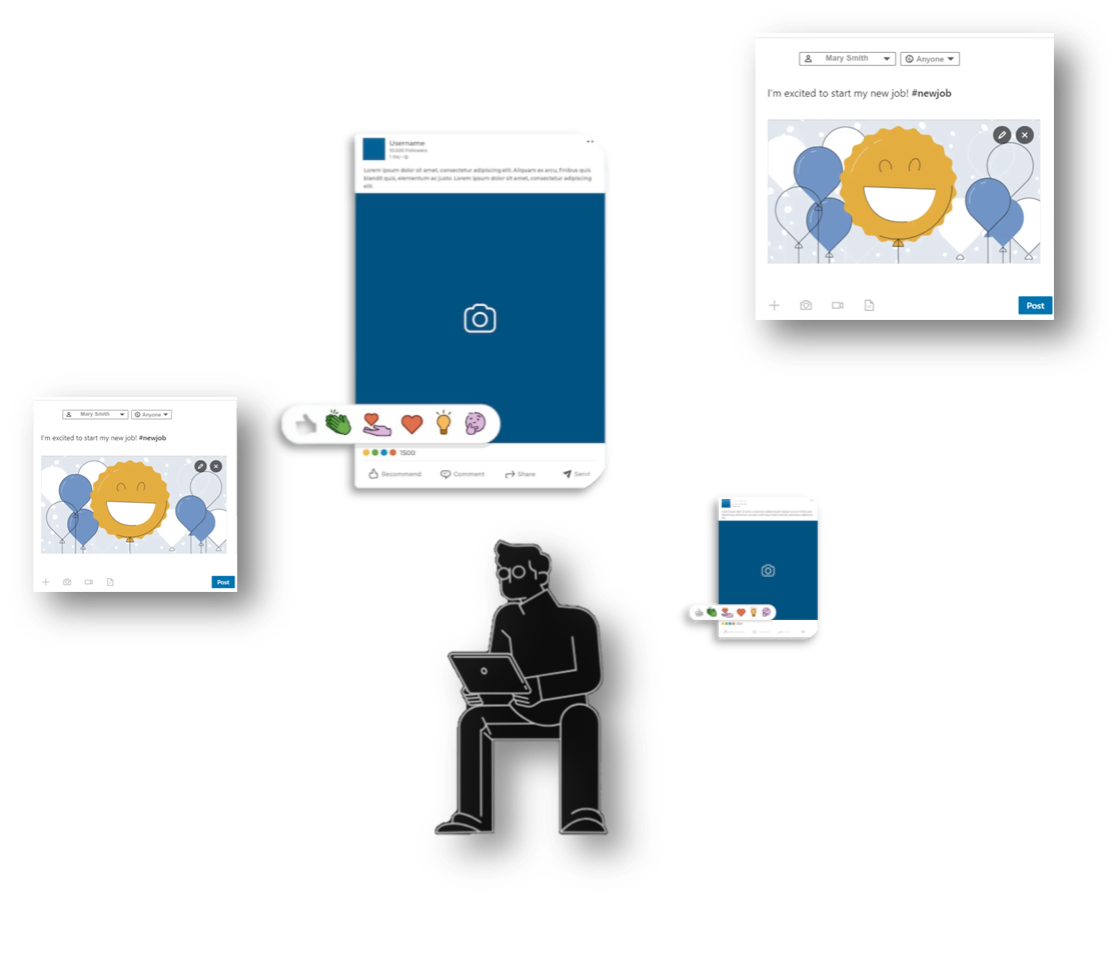 Mary Smith
Anyone
I'm excited to start my new job! #newjob
Post
Username
10,000 Followers
1 day
Lorem ipsum dolor sit amet, consectetur adipiscing elit. Aliquam ex arcu, finibus quis
blandit quis, elementum ac justo. Lorem ipsum dolor sit amet, consectetur adipiscing
elit.
1500
Recommend Comment Share Send
Mary Smith
Anyone
I'm excited to start my new job! #newjob
Post